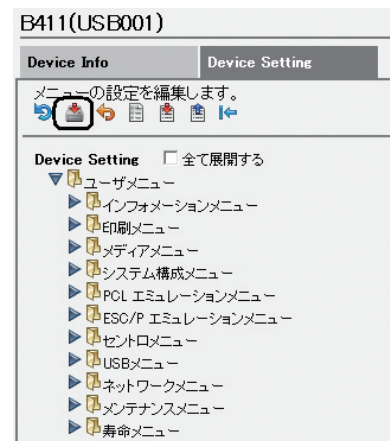 B411(USB001)
Device Info Device Setting
メニューの設定を編集します。
Device Setting 全て展開する
ユーザメニュー
インフォメーションメニュー
印刷メニュー
メディアメニュー
システム構成メニュー
PCL エミュレーションメニュー
ESC/P エミュレーションメニュー
セントロメニュー
USBメニュー
ネットワークメニュー
メンテナンスメニュー
寿命メニュー